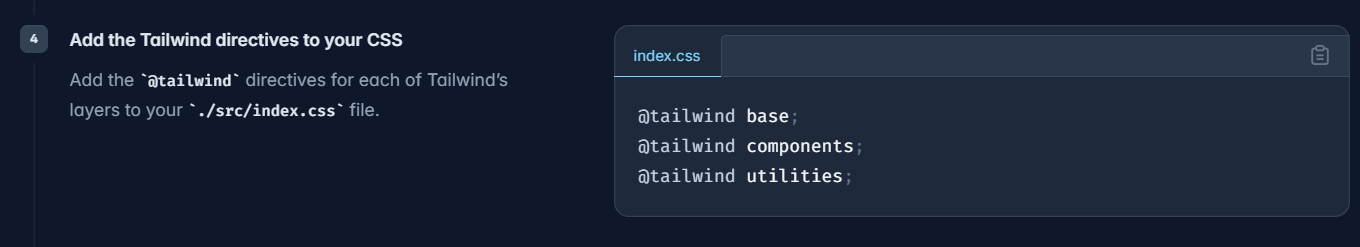 4
Add the Tailwind directives to your CSS
Add the `@tailwind` directives for each of Tailwind’s
layers to your `./src/index.css` file.
index.css
@tailwind base;
@tailwind components;
@tailwind utilities;